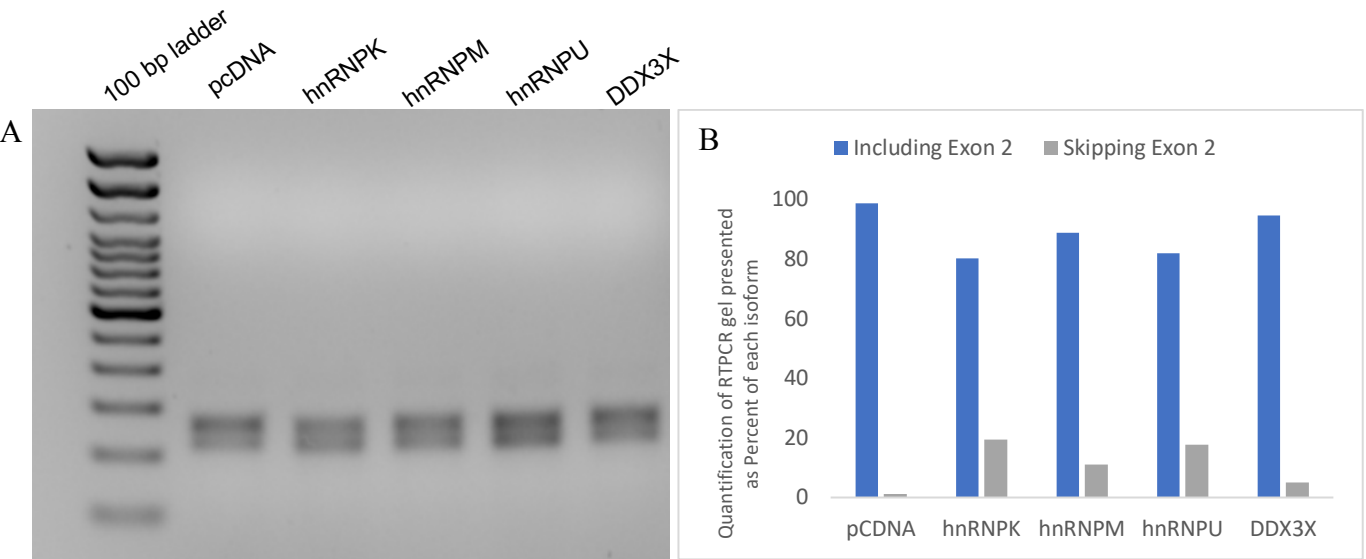 100 bp ladder
pcDNA
hnRNPK
hnRNPM
hnRNPU
DDX3X
A
B
Including Exon 2
Skipping Exon 2
Quantification of RTPCR gel presented
as Percent of each isoform
100
80
60
40
20
0
pCDNA
hnRNPK
hnRNPM
hnRNPU
DDX3X